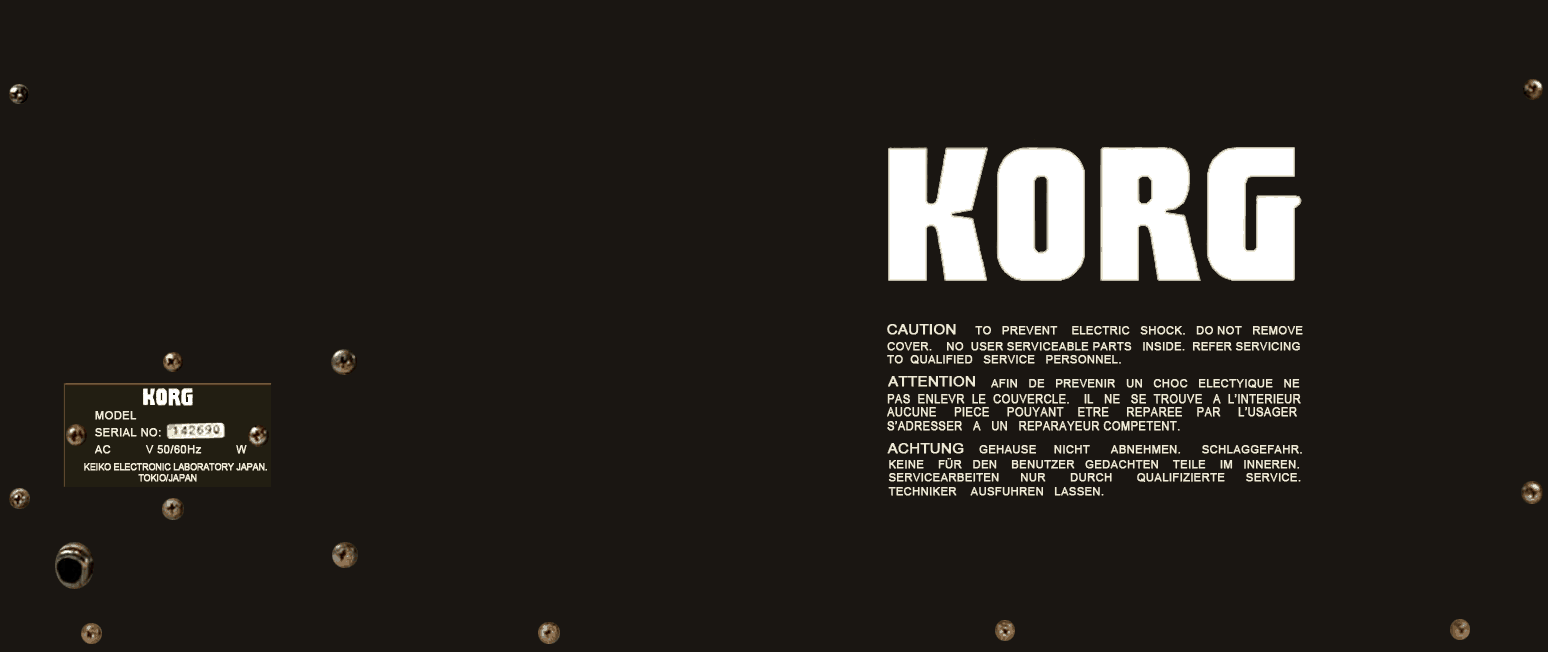 KORG
CAUTION TO PREVENT ELECTRIC SHOCK. DO NOT REMOVE
COVER. NO USER SERVICEABLE PARTS INSIDE. REFER SERVICING
TO QUALIFIED SERVICE PERSONNEL.
ATTENTION AFIN DE PREVENIR UN CHOC ELECTYIQUE NE
PAS ENLEVR LE COUVERCLE. IL NE SE TROUVE A L'INTERIEUR
AUCUNE PIECE POUYANT ETRE REPAREE PAR L'USAGER
S'ADRESSER A UN REPARAYEUR COMPETENT.
ACHTUNG GEHAUSE NICHT ABNEHMEN. SCHLAGGEFAHR.
KEINE FÜR DEN BENUTZER GEDACHTEN TEILE IM INNEREN.
SERVICEARBEITEN NUR DURCH QUALIFIZIERTE SERVICE.
TECHNIKER AUSFUHREN LASSEN.
KORG
MODEL
SERIAL NO: 142690
AC V 50/60Hz W
KEIKO ELECTRONIC LABORATORY JAPAN.
TOKIO/JAPAN